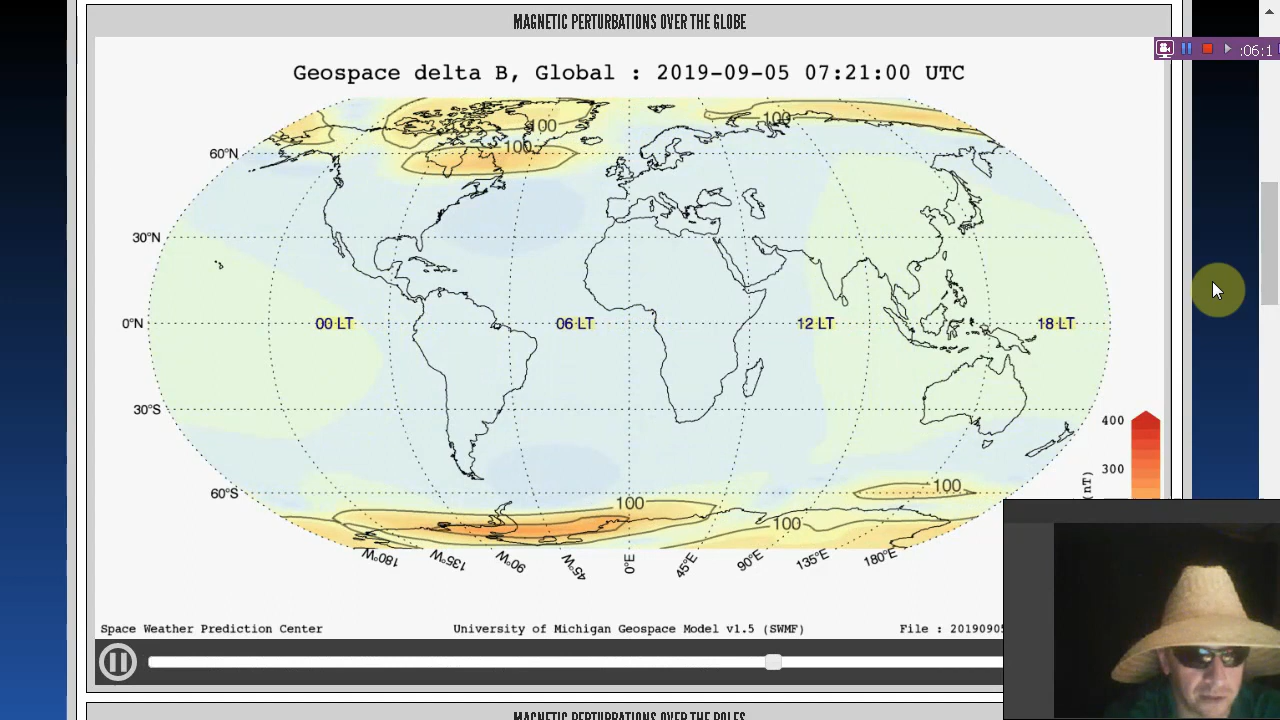 MAGNETIC PERTURBATIONS OVER THE GLOBE
:06:1
Geospace delta B, Global : 2019-09-05 07:21:00 UTC
100
100
100
60°N
30°N
0°N
00 LT
06 LT
12 LT
18 LT
30°S
400
300
(nT)
60°S
100
100
100
180°W
135°W
90°W
45°W
0°E
45°E
90°E
135°E
180°E
Space Weather Prediction Center
University of Michigan Geospace Model v1.5 (SWMF)
File : 20190905
MAGNETIC PERTURBATIONS OVER THE POLES